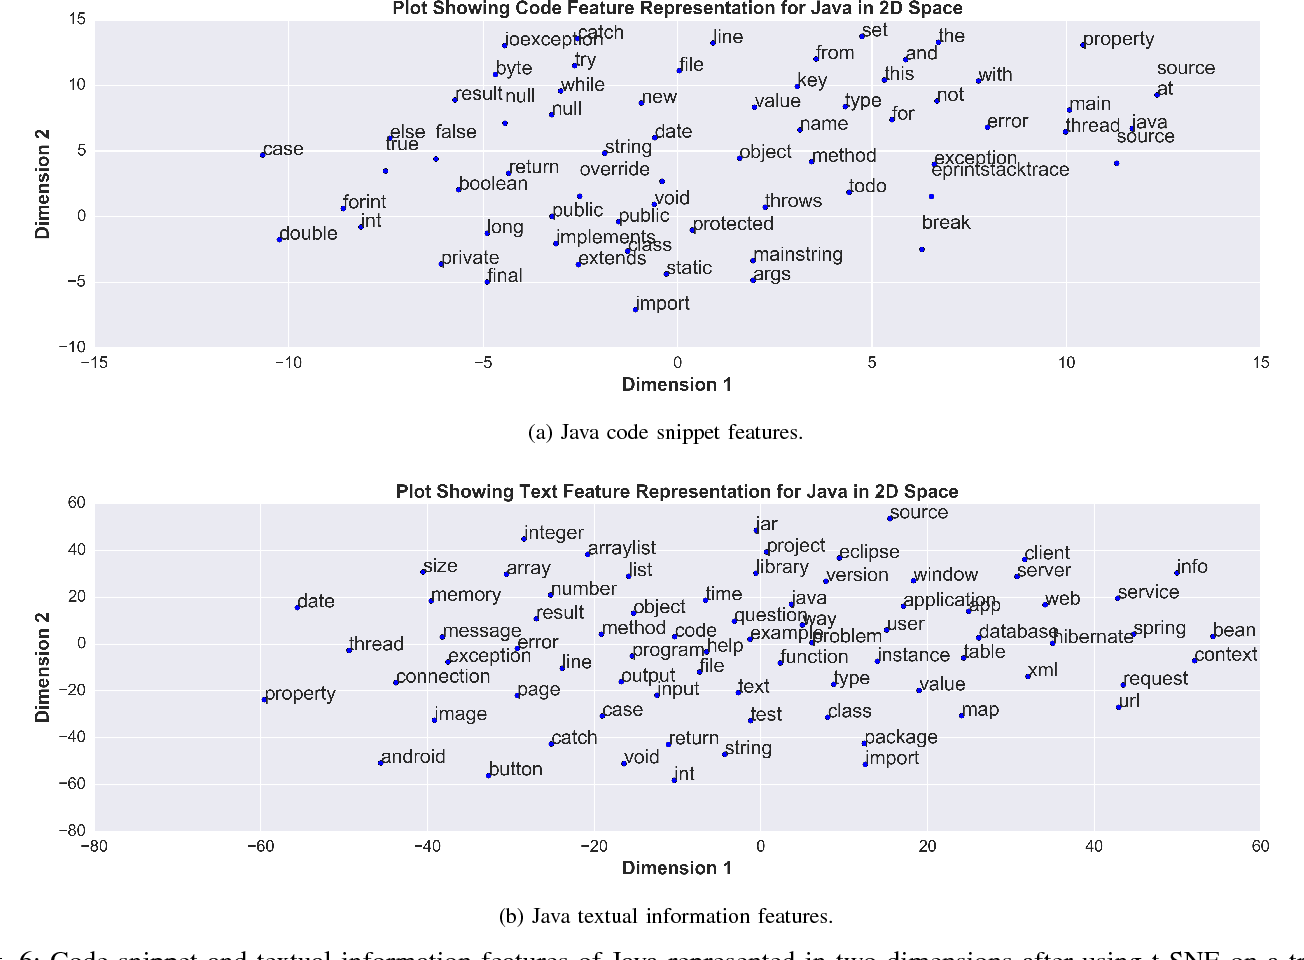 Plot Showing Code Feature Representation for Java in 2D Space
15
10
5
0
−5
−10
Dimension 2
joexception catch line set the property
from and source
byte try file this with at
result null while new key value type not main
null name for error thread java source
else false date
true string object method exception
case override eprintstacktrace
return
boolean void throws todo
forint public public
int protected break
double long implements class
private extends static mainstring
final args
import
−15 −10 −5 0 5 10 15
Dimension 1
(a) Java code snippet features.
Plot Showing Text Feature Representation for Java in 2D Space
60
40
20
0
−20
−40
−60
−80
Dimension 2
source
integer jar
arraylist project eclipse client
size array list library version window server info
memory number time java application app web service
date result object question way
message method code example problem user database hibernate spring bean
thread error program help
exception line file function instance table context
connection output xml
property page input text type value request
image case test class map url
catch return package
android void string import
button int
−80 −60 −40 −20 0 20 40 60
Dimension 1
(b) Java textual information features.